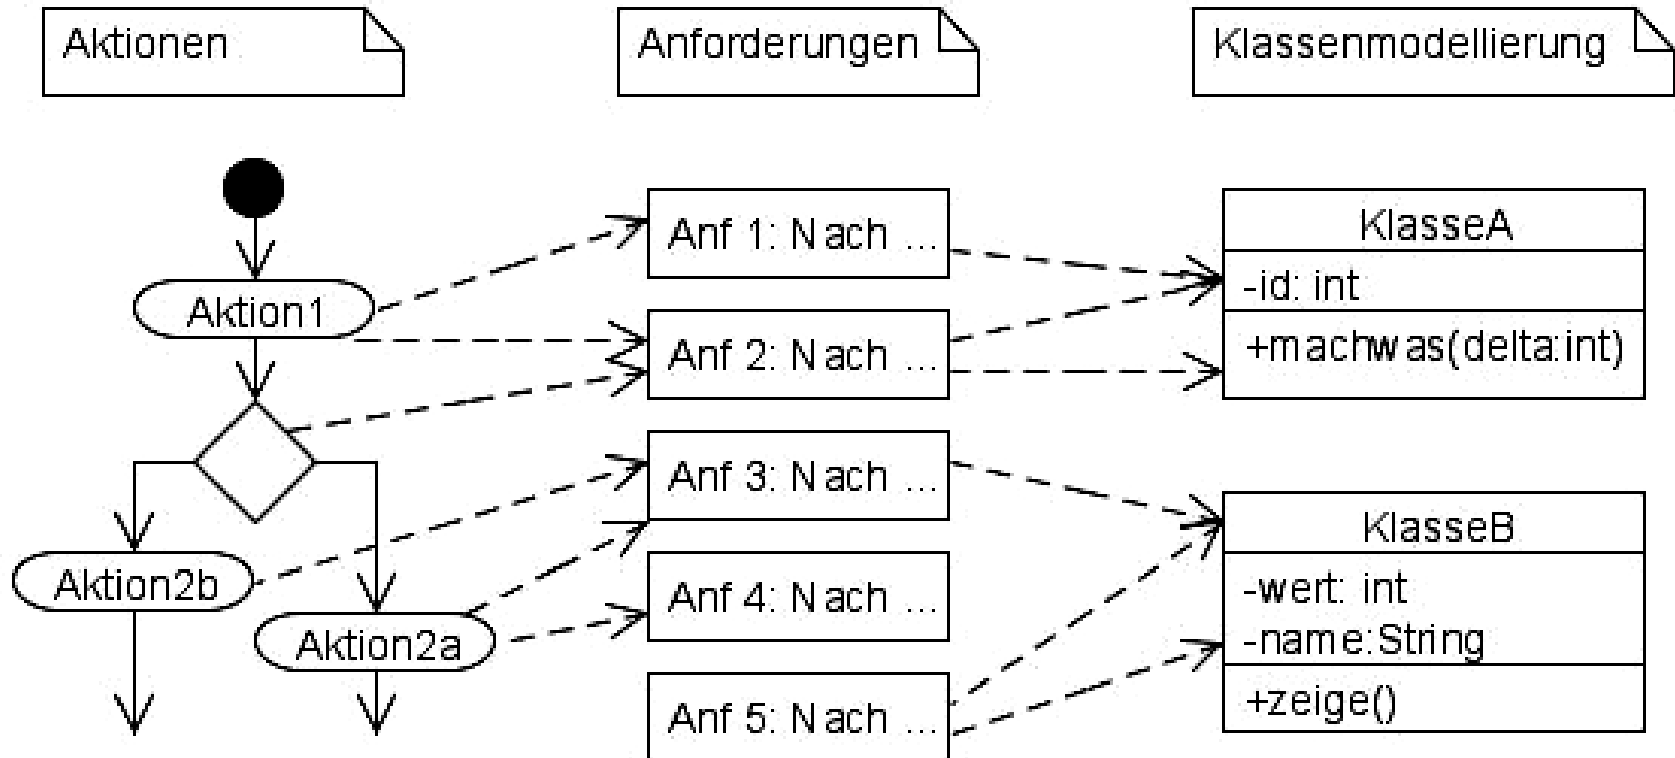 Aktionen
Anforderungen
Klassenmodellierung
Aktion1
Aktion2b
Aktion2a
Anf 1: Nach ...
Anf 2: Nach ...
Anf 3: Nach ...
Anf 4: Nach ...
Anf 5: Nach ...
KlasseA
-id: int
+machwas(delta:int)
KlasseB
-wert: int
-name:String
+zeige()